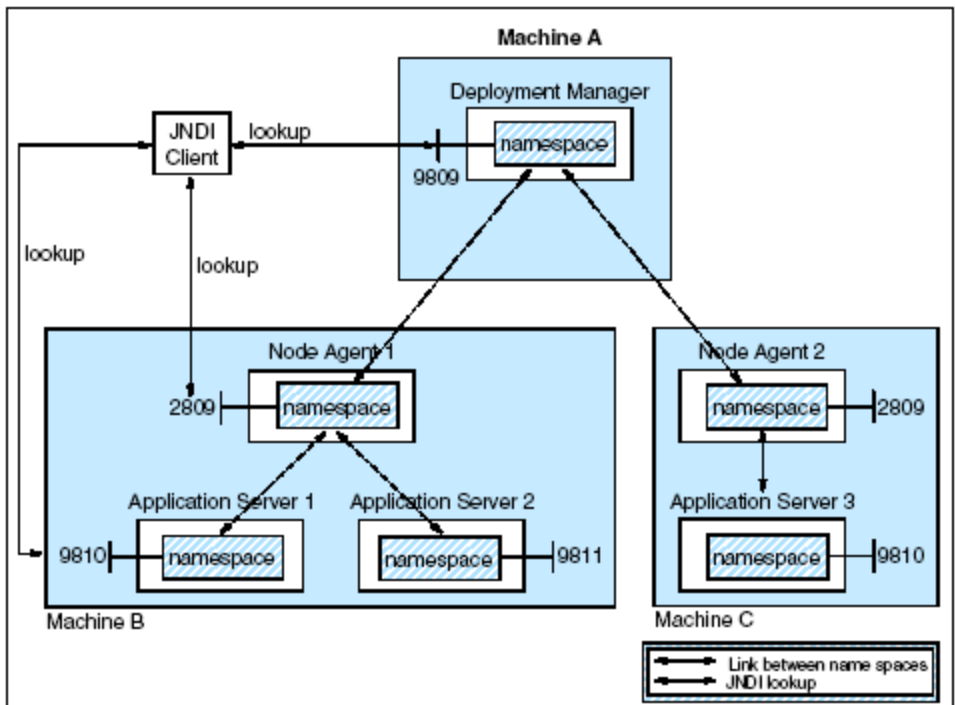 Machine A
Deployment Manager
JNDI
Client
lookup
namespace
9809
lookup
lookup
Node Agent 1
2809
namespace
Application Server 1
Application Server 2
9810
namespace
namespace
9811
Machine B
Node Agent 2
namespace
2809
Application Server 3
namespace
9810
Machine C
Link between name spaces
JNDI lookup